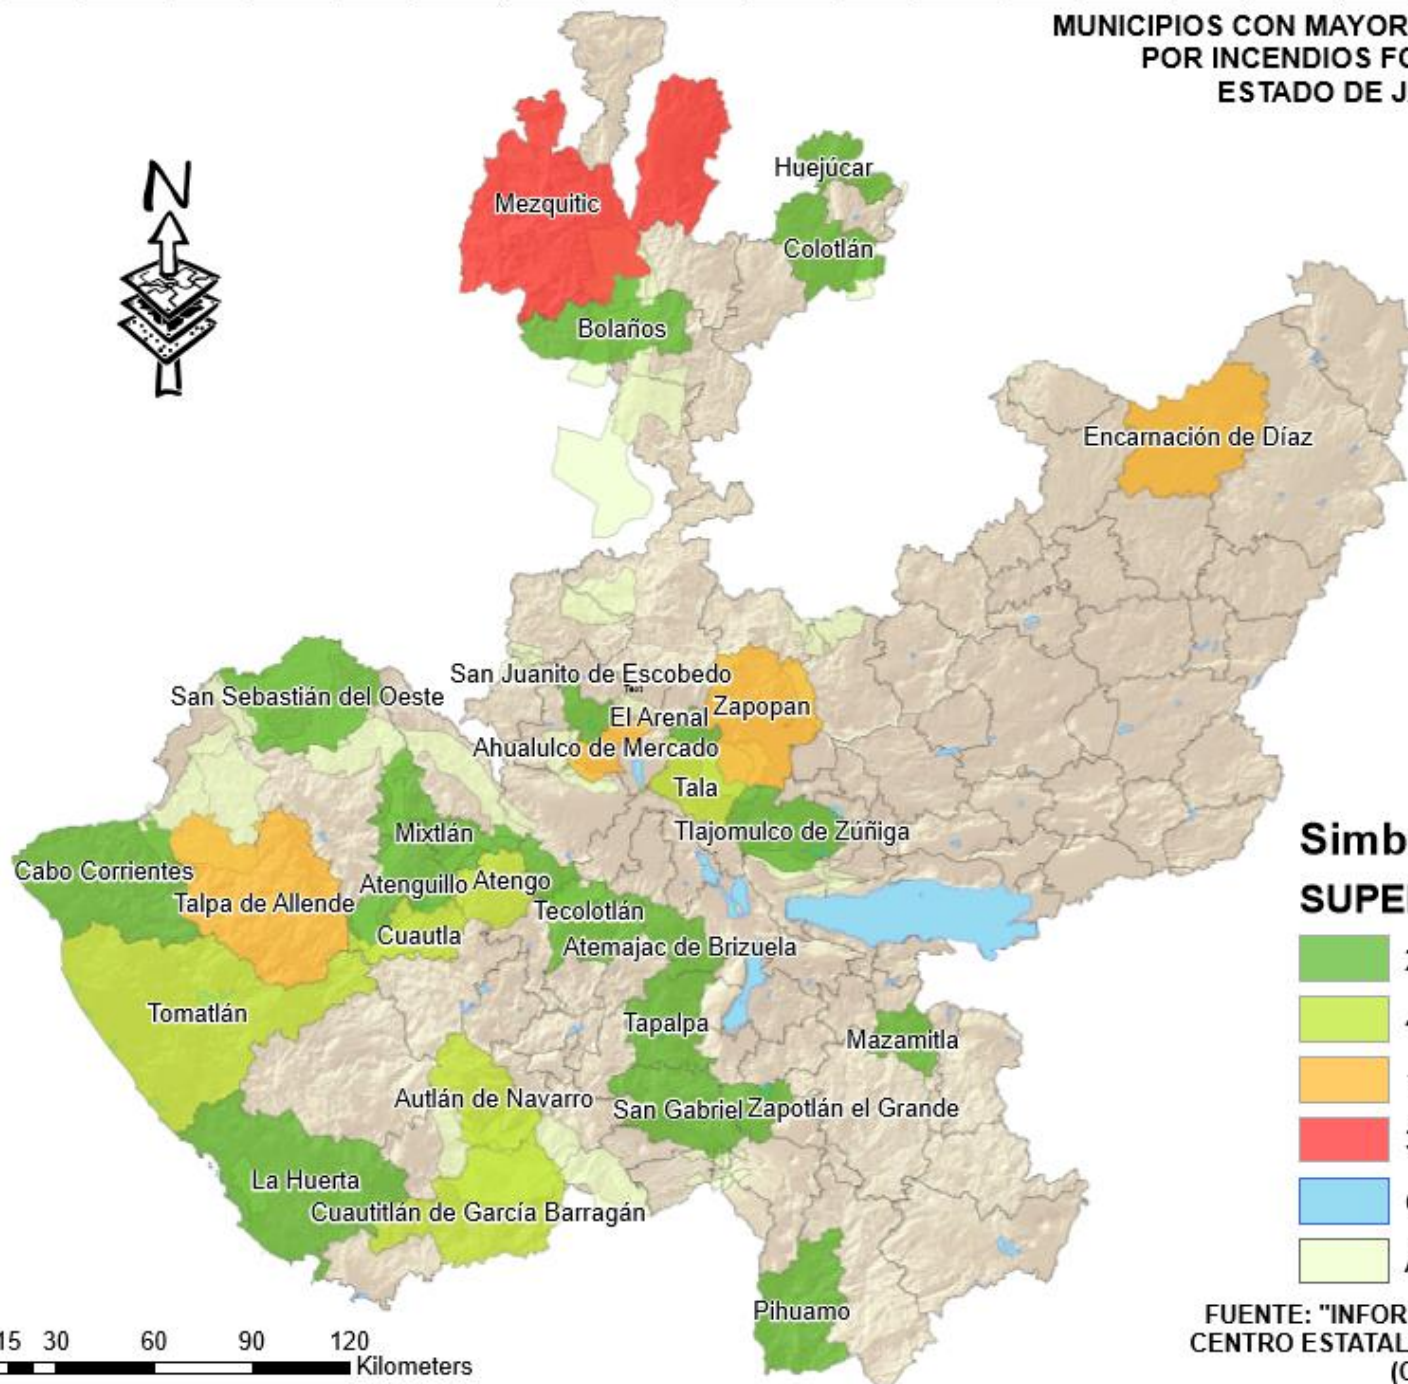 MUNICIPIOS CON MAYOR
POR INCENDIOS FO
ESTADO DE J
N
Huejúcar
Mezquitic
Colotlán
Bolaños
Encarnación de Díaz
San Juanito de Escobedo
Text
San Sebastián del Oeste
El Arenal
Zapopan
Ahualulco de Mercado
Tala
Tlajomulco de Zúñiga
Mixtlán
Cabo Corrientes
Atenguillo
Atengo
Talpa de Allende
Tecolotlán
Cuautla
Atemajac de Brizuela
Tomatlán
Tapalpa
Mazamitla
Autlán de Navarro
San Gabriel
Zapotlán el Grande
La Huerta
Cuautitlán de García Barragán
Pihuamo
Simb
SUPE
FUENTE: "INFOR
CENTRO ESTATAL
(
15 30 60 90 120
Kilometers